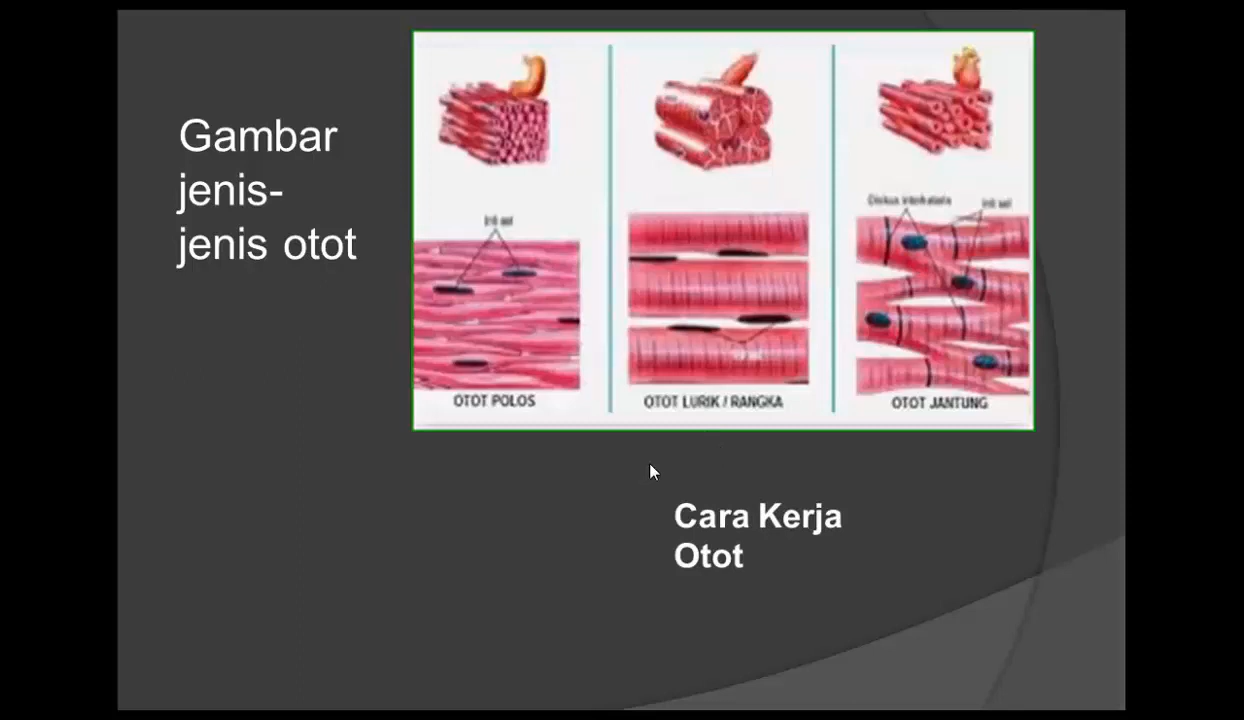 Gambar
jenis-
jenis otot
Inti sel
Diskus interkalaris
Inti sel
OTOT POLOS
OTOT LURIK / RANGKA
OTOT JANTUNG
Cara Kerja
Otot